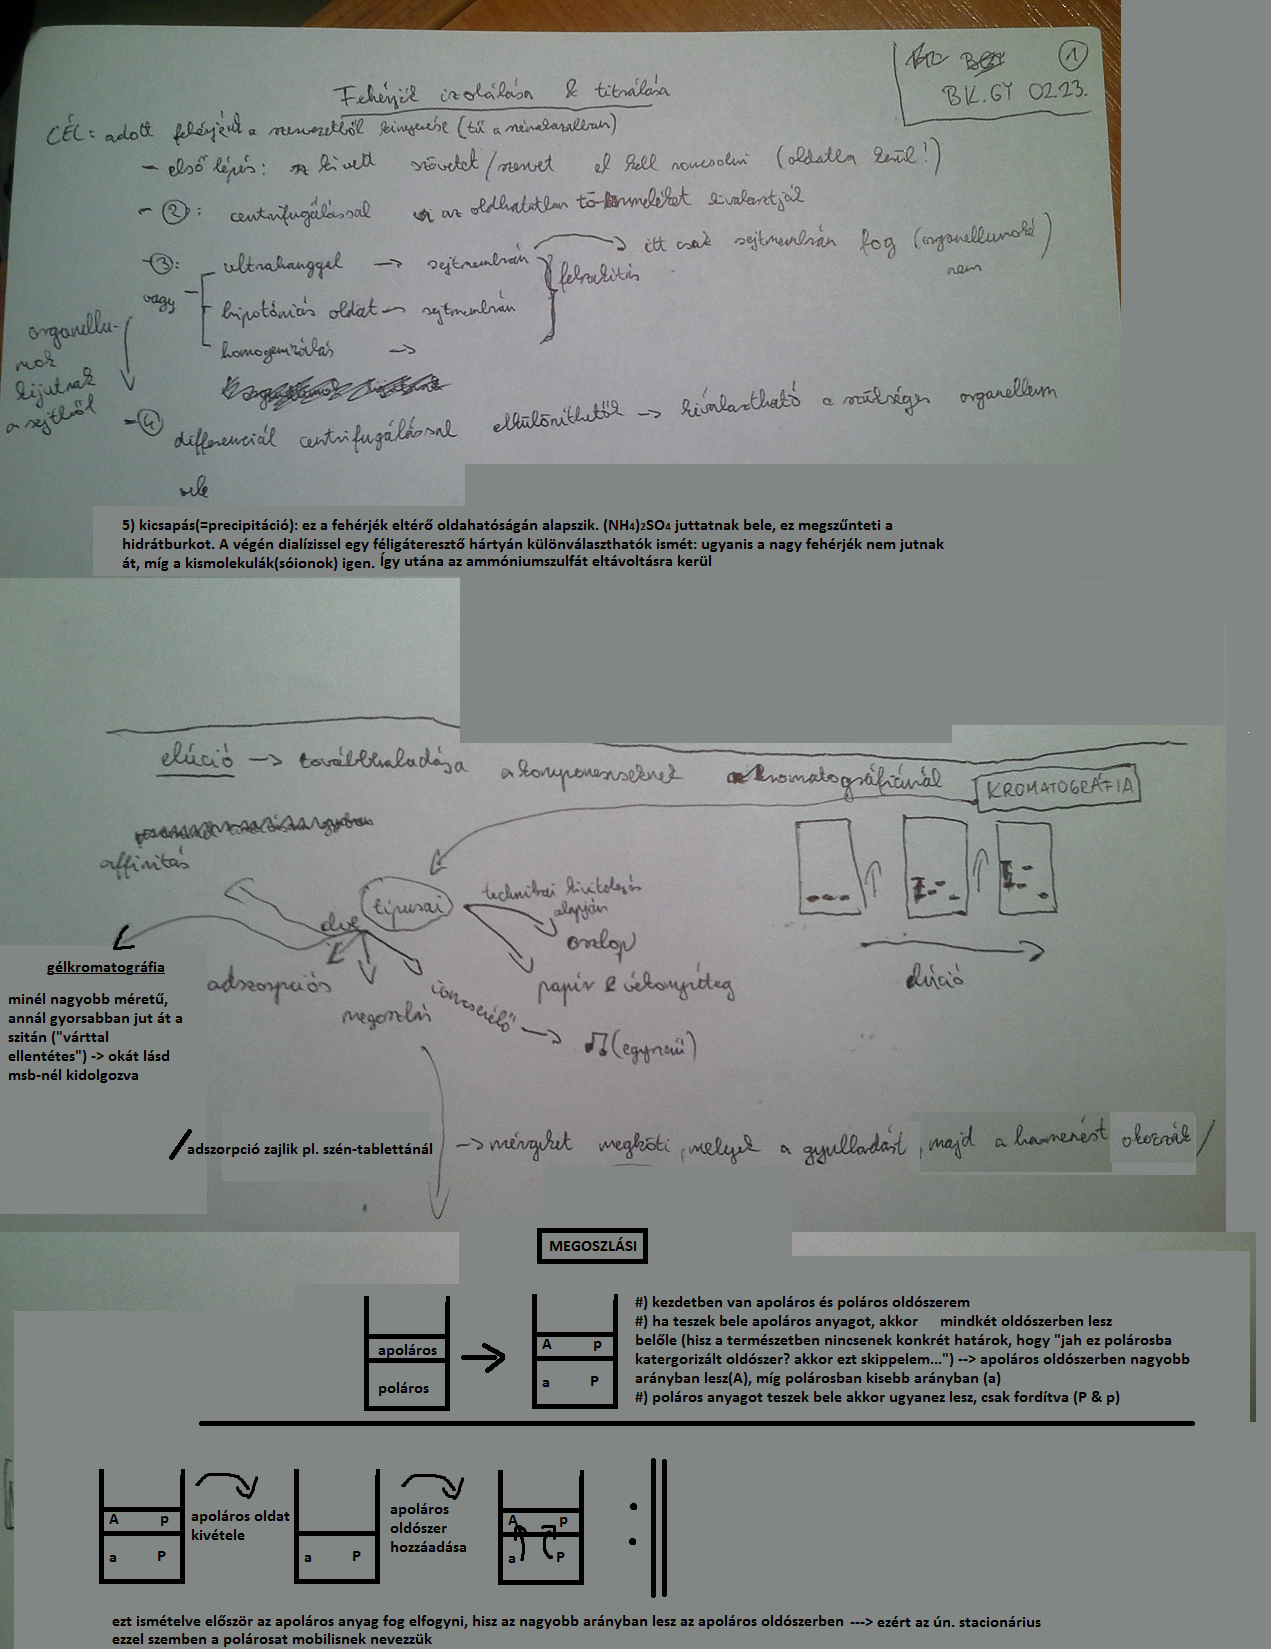 1
BK.GY 02.23.
Fehérjék izolálása & titrálása
CÉL: adott fehérjének a szervezetből kinyerése (tű a szénakazalban)
- első lépés: a kivett szövetet/szervet el kell roncsolni (oldatba kerül!)
- 2: centrifugálással az oldhatatlan törmeléket kiválasztják
- 3: ultrahanggal → sejtmembrán → itt csak sejtmembrán fog (organellumoké nem)
vagy
hipotóniás oldat → sejtmembrán
felszakítás
homogenizálás →
organellumok kijutnak a sejtből
- 4 differenciál centrifugálással elkülöníthetők → kiválasztható a szükséges organellum
5) kicsapás(=precipitáció): ez a fehérjék eltérő oldahatóságán alapszik. (NH4)2SO4 juttatnak bele, ez megszűnteti a
hidrátburkot. A végén dialízissel egy féligáteresztő hártyán különválaszthatók ismét: ugyanis a nagy fehérjék nem jutnak
át, míg a kismolekulák(sóionok) igen. Így utána az ammóniumszulfát eltávoltásra kerül
elúció → továbbhaladása a komponenseknek a kromatográfiánál
KROMATOGRÁFIA
affinitás
típusai
elve
technikai kivitelezés alapján
oszlop
papír & vékonyréteg
adszorpciós
megoszlás
ioncserélő → (egyszerű)
elúció
gélkromatográfia
minél nagyobb méretű,
annál gyorsabban jut át a
szitán ("várttal
ellentétes") -> okát lásd
msb-nél kidolgozva
/adszorpció zajlik pl. szén-tablettánál → mérgeket megköti, melyek a gyulladást, majd a hasmenést okozzák/
MEGOSZLÁSI
apoláros
poláros
A p
a P
#) kezdetben van apoláros és poláros oldószerem
#) ha teszek bele apoláros anyagot, akkor mindkét oldószerben lesz
belőle (hisz a természetben nincsenek konkrét határok, hogy "jah ez polárosba
katergorizált oldószer? akkor ezt skippelem...") --> apoláros oldószerben nagyobb
arányban lesz(A), míg polárosban kisebb arányban (a)
#) poláros anyagot teszek bele akkor ugyanez lesz, csak fordítva (P & p)
A p
a P
apoláros oldat
kivétele
a P
apoláros
oldószer
hozzáadása
A p
a P
ezt ismételve először az apoláros anyag fog elfogyni, hisz az nagyobb arányban lesz az apoláros oldószerben ---> ezért az ún. stacionárius
ezzel szemben a polárosat mobilisnek nevezzük